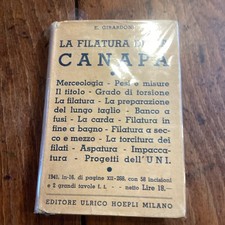 LA FILATURA
CANAPA
Merceologia - Pesi e misure
Il titolo - Grado di torsione
La filatura - La preparazione
del lungo taglio - Banco a
fusi - La carda - Filatura in
fine a bagno - Filatura a sec-
co e mezzo - La torcitura dei
filati - Aspatura - Impacca-
tura - Progetti dell'UNI.
1941, in-16, di pagine XII-268, con 58 incisioni
e 2 grandi tavole f. t. - netto Lire 18,—
EDITORE ULRICO HOEPLI MILANO